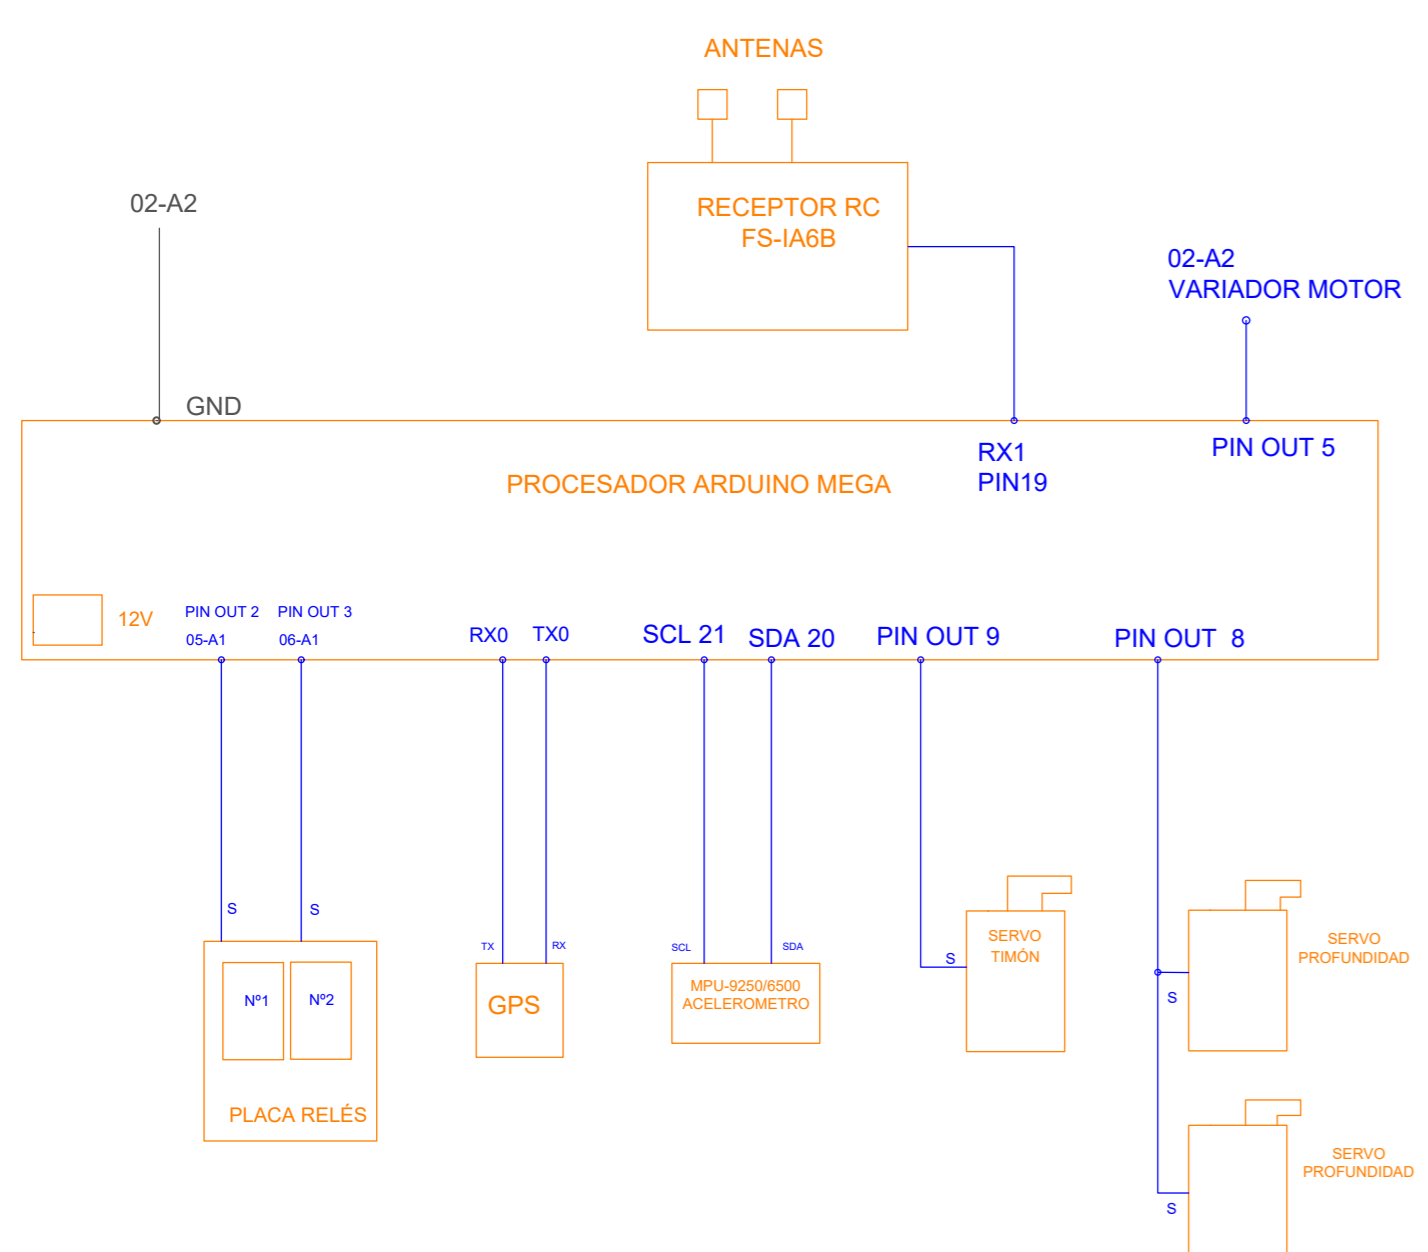 ANTENAS
02-A2
RECEPTOR RC
FS-IA6B
02-A2
VARIADOR MOTOR
GND
RX1
PIN19
PIN OUT 5
PROCESADOR ARDUINO MEGA
12V
PIN OUT 2
05-A1
PIN OUT 3
06-A1
RX0
TX0
SCL 21
SDA 20
PIN OUT 9
PIN OUT 8
S
S
TX
RX
SCL
SDA
S
SERVO
TIMÓN
SERVO
PROFUNDIDAD
S
Nº1
Nº2
GPS
MPU-9250/6500
ACELEROMETRO
PLACA RELÉS
SERVO
PROFUNDIDAD
S